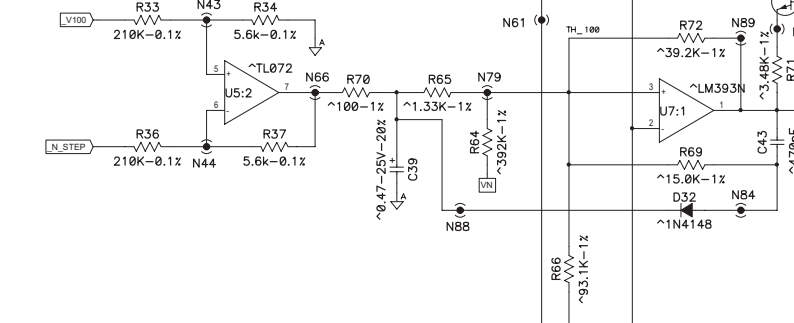 _V100
R33
210K-0.1%
N43
R34
5.6k-0.1%
A
N61
TH_100
R72
^39.2K-1%
N89
^3.48K-1%
R71
5
+
^TL072
U5:2
7
6
-
N66
R70
^100-1%
R65
^1.33K-1%
N79
3
+
^LM393N
U7:1
1
2
-
_N_STEP
R36
210K-0.1%
N44
R37
5.6k-0.1%
^0.47-25V-20%
+
C39
A
R64
^392K-1%
VN
R69
^15.0K-1%
C43
N88
D32
^1N4148
N84
R66
^93.1K-1%